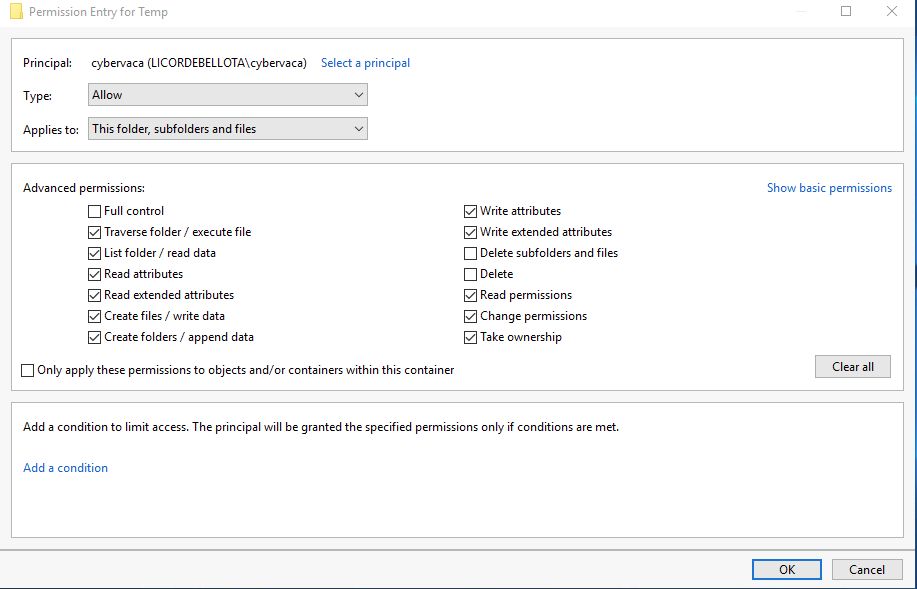 Permission Entry for Temp
Principal: cybervaca (LICORDEBELLOTA\cybervaca) Select a principal
Type: Allow
Applies to: This folder, subfolders and files
Advanced permissions: Show basic permissions
Full control Write attributes
Traverse folder / execute file Write extended attributes
List folder / read data Delete subfolders and files
Read attributes Delete
Read extended attributes Read permissions
Create files / write data Change permissions
Create folders / append data Take ownership
Only apply these permissions to objects and/or containers within this container Clear all
Add a condition to limit access. The principal will be granted the specified permissions only if conditions are met.
Add a condition
OK Cancel